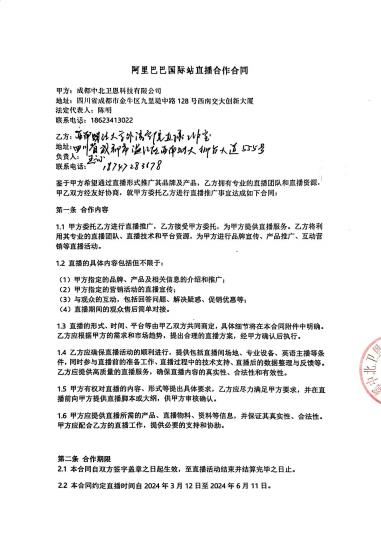 阿里巴巴国际站直播合作合同
甲方：成都中北卫恩科技有限公司
地址：四川省成都市金牛区九里堤中路 128 号西南交大创新大厦
法定代表人：陈明
联系电话：18623413022
乙方：西南财经大学
地址：四川省成都市温江区西南财大柳台大道 555号
负责人：
联系电话：18747283678
鉴于甲方希望通过直播形式推广其品牌及产品，乙方拥有专业的直播团队和直播资源，
甲乙双方经友好协商，就甲方委托乙方进行直播推广事宜达成如下合同：
第一条 合作内容
1.1 甲方委托乙方进行直播推广，乙方接受甲方委托，为甲方提供直播服务。乙方将利
用其专业的直播团队、直播技术和平台资源，为甲方进行品牌宣传、产品推广、互动营
销等直播活动。
1.2 直播的具体内容包括但不限于：
（1）甲方指定的品牌、产品及相关信息的介绍和推广；
（2）甲方指定的营销活动的直播宣传；
（3）与观众的互动，包括回答问题、解决疑惑、促销优惠等；
（4）直播期间的观众售后简单对接。
1.3 直播的形式、时间、平台等由甲乙双方共同商定，具体细节将在本合同附件中明确。
乙方应根据甲方的需求和市场趋势，提出合理的直播方案，经甲方确认后执行。
1.4 乙方应确保直播活动的顺利进行，提供包括直播间场地、专业设备、英语主播等条
件，同时参与直播前的准备工作、直播过程中的技术支持、直播后的数据整理与反馈等。
乙方应提供高质量的直播服务，确保直播内容的真实性、合法性和有效性。
1.5 甲方有权对直播的内容、形式等提出具体要求，乙方应尽力满足甲方要求，并在直
播前向甲方提供直播脚本或大纲，供甲方审核确认。
1.6 甲方应提供直播所需的产品、直播物料、资料等信息，并保证其真实性、合法性。
甲方应配合乙方的直播工作，提供必要的支持和协助。
第二条 合作期限
2.1 本合同自双方签字盖章之日起生效，至直播活动结束并结算完毕之日止。
2.2 本合同约定直播时间自 2024 年 3 月 12 日至 2024 年 6 月 11 日。
中北卫恩